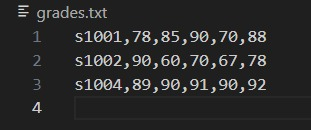 grades.txt
1 s1001,78,85,90,70,88
2 s1002,90,60,70,67,78
3 s1004,89,90,91,90,92
4